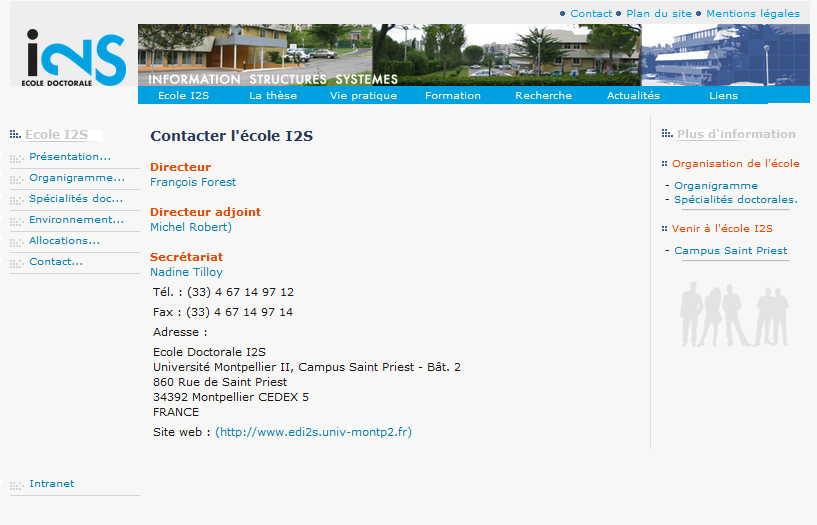 Contact
Plan du site
Mentions légales
i2S
ECOLE DOCTORALE
INFORMATION STRUCTURES SYSTEMES
Ecole I2S La thèse Vie pratique Formation Recherche Actualités Liens
Ecole I2S
Présentation...
Organigramme...
Spécialités doc...
Environnement...
Allocations...
Contact...
Intranet
Contacter l'école I2S
Directeur
François Forest
Directeur adjoint
Michel Robert)
Secrétariat
Nadine Tilloy
Tél. : (33) 4 67 14 97 12
Fax : (33) 4 67 14 97 14
Adresse :
Ecole Doctorale I2S
Université Montpellier II, Campus Saint Priest - Bât. 2
860 Rue de Saint Priest
34392 Montpellier CEDEX 5
FRANCE
Site web : (http://www.edi2s.univ-montp2.fr)
Plus d'information
Organisation de l'école
- Organigramme
- Spécialités doctorales.
Venir à l'école I2S
- Campus Saint Priest